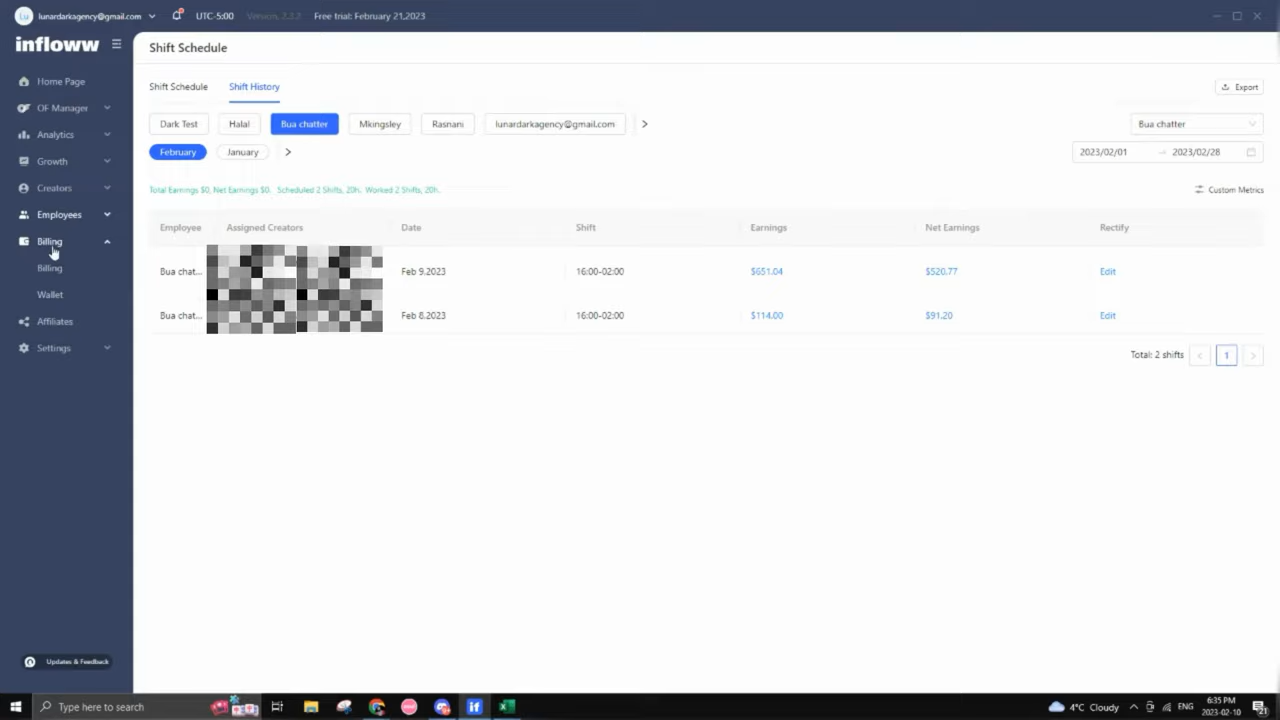 Lu lunardarkagency@gmail.com UTC-5:00 Free trial: February 21,2023
infloww
Shift Schedule
Home Page
OF Manager
Analytics
Growth
Creators
Employees
Billing
Billing
Wallet
Affiliates
Settings
Updates & Feedback
Shift Schedule Shift History Export
Dark Test Halal Bua chatter Mkingsley Rasnani lunardarkagency@gmail.com > Bua chatter
February January > 2023/02/01 → 2023/02/28
Total Earnings $0, Net Earnings $0. Scheduled 2 Shifts, 20h. Worked 2 Shifts, 20h. Custom Metrics
Employee Assigned Creators Date Shift Earnings Net Earnings Rectify
Bua chat... Feb 9.2023 16:00-02:00 $651.04 $520.77 Edit
Bua chat... Feb 8.2023 16:00-02:00 $114.00 $91.20 Edit
Total: 2 shifts < 1 >
Type here to search if 4°C Cloudy ENG 6:35 PM
2023-02-10 21